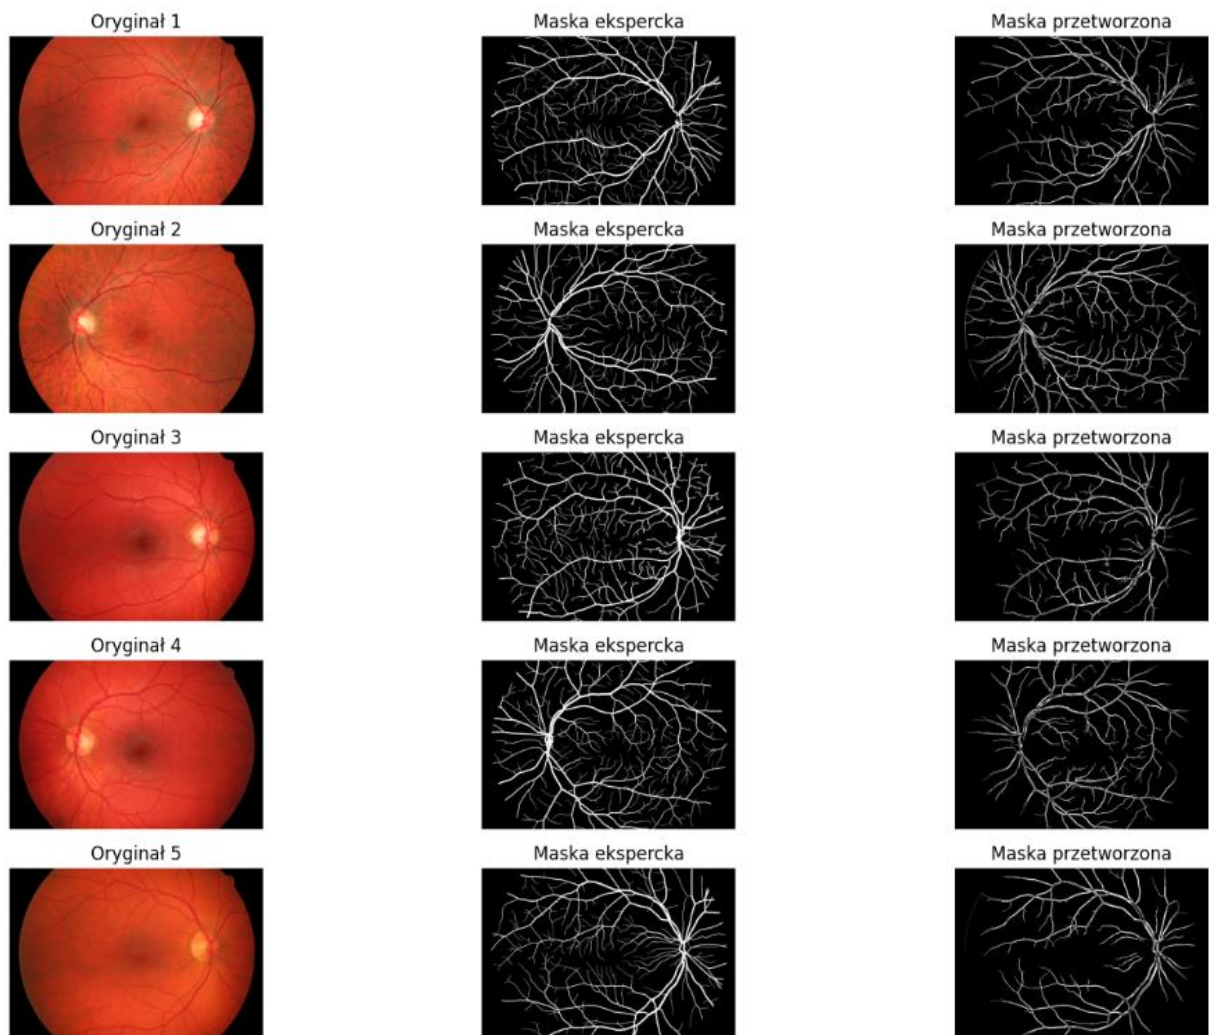 Oryginał 1
Maska ekspercka
Maska przetworzona
Oryginał 2
Maska ekspercka
Maska przetworzona
Oryginał 3
Maska ekspercka
Maska przetworzona
Oryginał 4
Maska ekspercka
Maska przetworzona
Oryginał 5
Maska ekspercka
Maska przetworzona